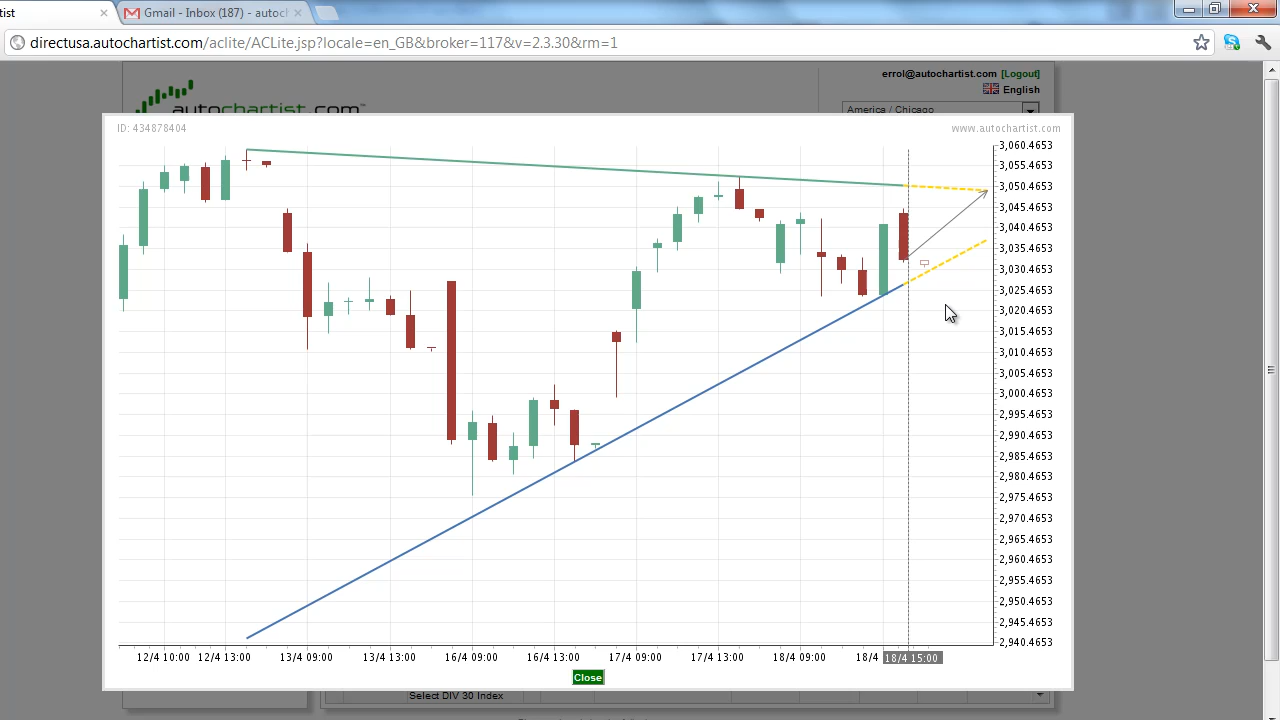 tist
Gmail - Inbox (187) - autoch
directusa.autochartist.com/aclite/ACLite.jsp?locale=en_GB&broker=117&v=2.3.30&rm=1
errol@autochartist.com [Logout]
English
autochartist.com™
America / Chicago
ID: 434878404
www.autochartist.com
3,060.4653
3,055.4653
3,050.4653
3,045.4653
3,040.4653
3,035.4653
3,030.4653
3,025.4653
3,020.4653
3,015.4653
3,010.4653
3,005.4653
3,000.4653
2,995.4653
2,990.4653
2,985.4653
2,980.4653
2,975.4653
2,970.4653
2,965.4653
2,960.4653
2,955.4653
2,950.4653
2,945.4653
2,940.4653
12/4 10:00 12/4 13:00 13/4 09:00 13/4 13:00 16/4 09:00 16/4 13:00 17/4 09:00 17/4 13:00 18/4 09:00 18/4 18/4 15:00
Close
Select DIV 30 Index